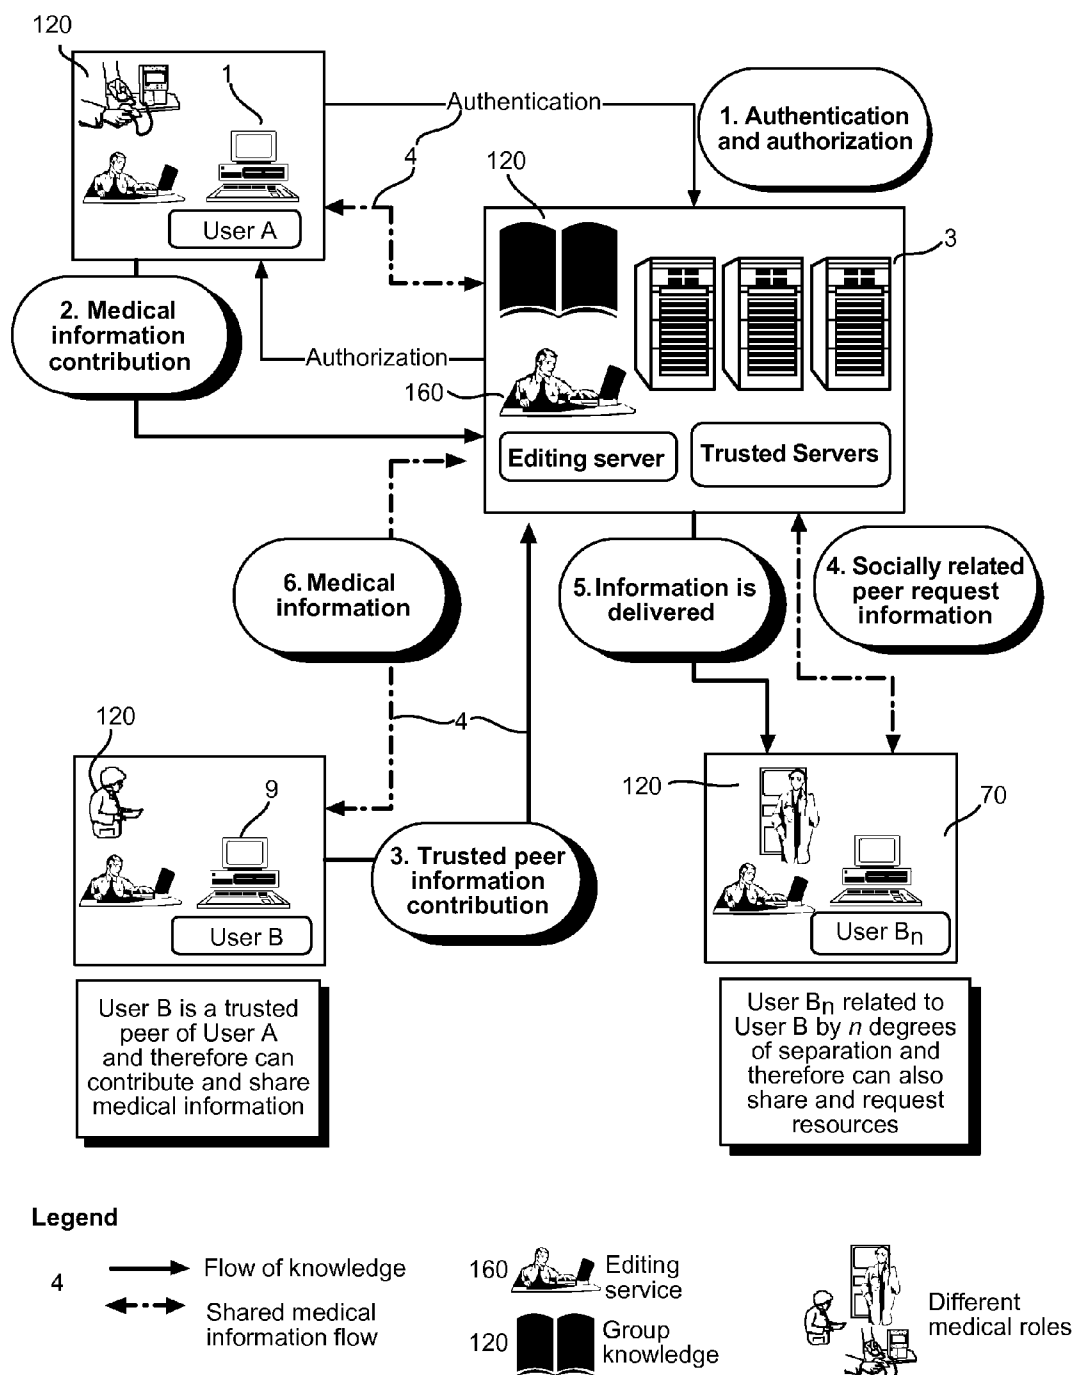 120
1
Authentication
1. Authentication
and authorization
4
120
User A
3
2. Medical
information
contribution
Authorization
160
Editing server
Trusted Servers
6. Medical
information
5. Information is
delivered
4. Socially related
peer request
information
4
120
9
120
70
3. Trusted peer
information
contribution
User B
User Bn
User B is a trusted
peer of User A
and therefore can
contribute and share
medical information
User Bn related to
User B by n degrees
of separation and
therefore can also
share and request
resources
Legend
4
Flow of knowledge
Shared medical
information flow
160
Editing
service
120
Group
knowledge
Different
medical roles